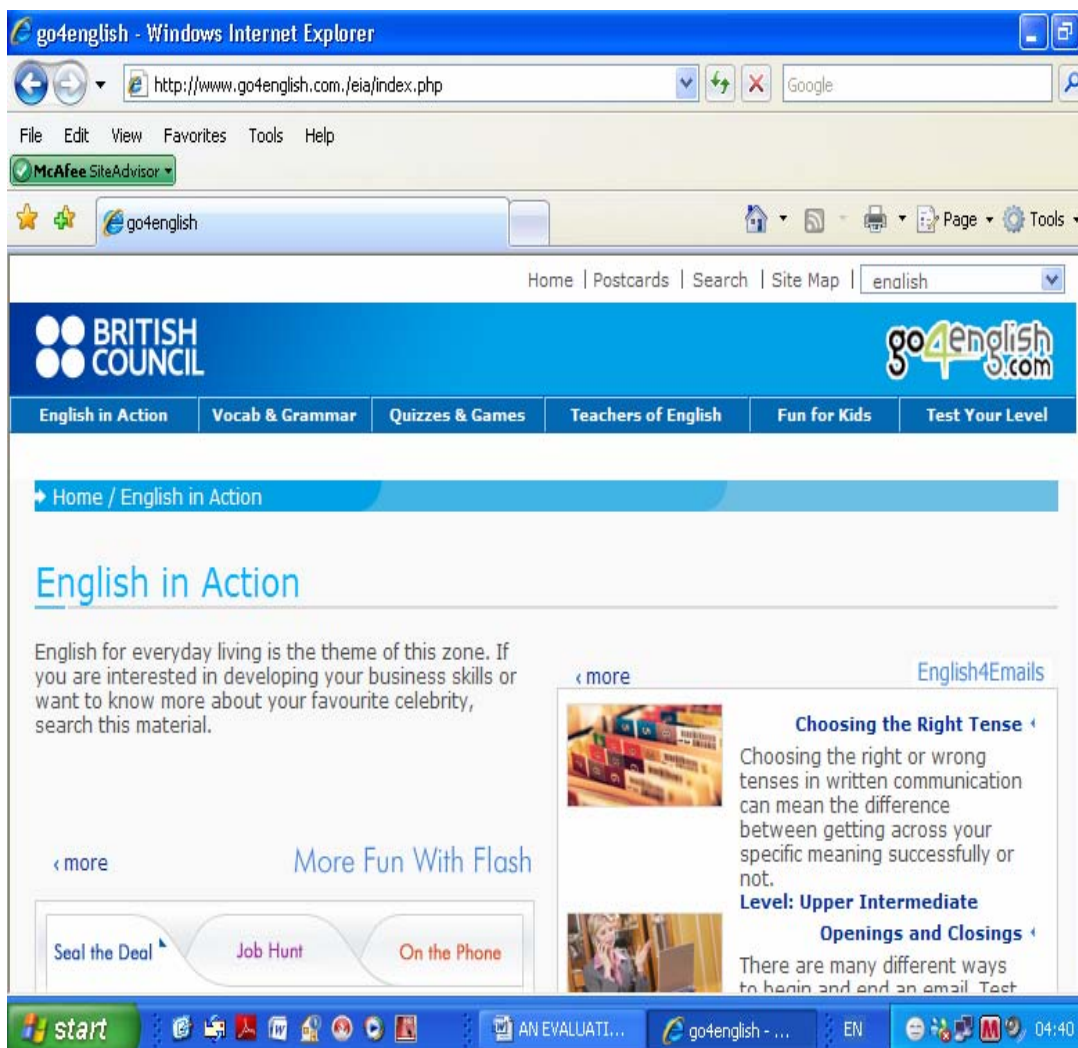 go4english - Windows Internet Explorer
http://www.go4english.com./eia/index.php
Google
File Edit View Favorites Tools Help
McAfee SiteAdvisor
go4english
Page Tools
Home | Postcards | Search | Site Map | english
BRITISH
COUNCIL
go4english
.com
English in Action
Vocab & Grammar
Quizzes & Games
Teachers of English
Fun for Kids
Test Your Level
Home / English in Action
English in Action
English for everyday living is the theme of this zone. If
you are interested in developing your business skills or
want to know more about your favourite celebrity,
search this material.
‹ more
More Fun With Flash
Seal the Deal
Job Hunt
On the Phone
‹ more
English4Emails
Choosing the Right Tense
Choosing the right or wrong
tenses in written communication
can mean the difference
between getting across your
specific meaning successfully or
not.
Level: Upper Intermediate
Openings and Closings
There are many different ways
to begin and end an email. Test
start
AN EVALUATI...
go4english - ...
EN
04:40